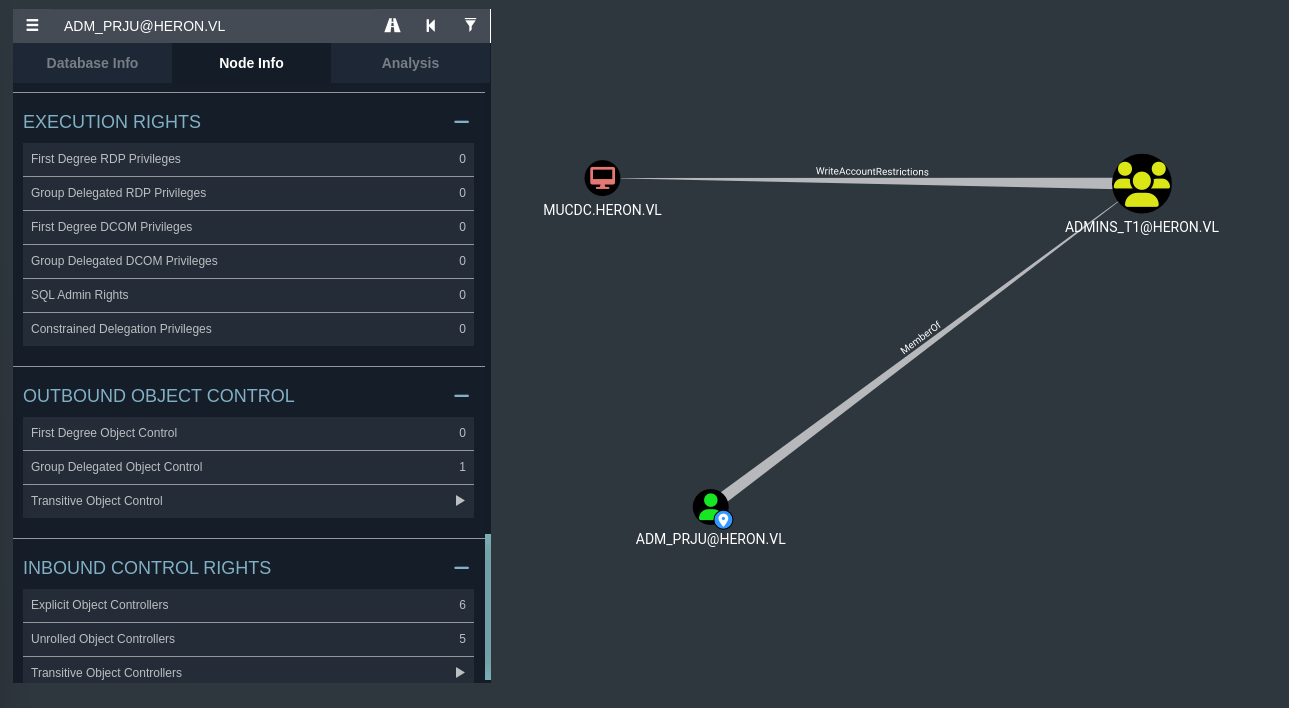 ADM_PRJU@HERON.VL
Database Info
Node Info
Analysis
EXECUTION RIGHTS
First Degree RDP Privileges 0
Group Delegated RDP Privileges 0
First Degree DCOM Privileges 0
Group Delegated DCOM Privileges 0
SQL Admin Rights 0
Constrained Delegation Privileges 0
OUTBOUND OBJECT CONTROL
First Degree Object Control 0
Group Delegated Object Control 1
Transitive Object Control
INBOUND CONTROL RIGHTS
Explicit Object Controllers 6
Unrolled Object Controllers 5
Transitive Object Controllers
WriteAccountRestrictions
MUCDC.HERON.VL
ADMINS_T1@HERON.VL
MemberOf
ADM_PRJU@HERON.VL